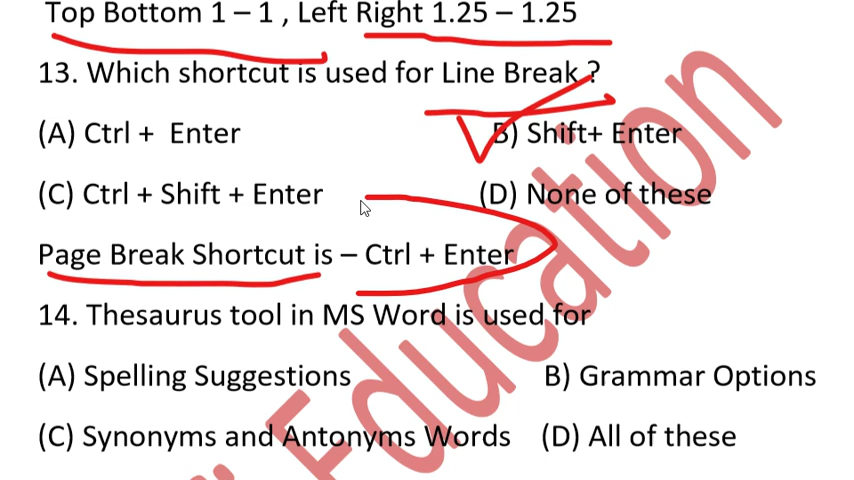 Top Bottom 1 – 1 , Left Right 1.25 – 1.25
13. Which shortcut is used for Line Break ?
(A) Ctrl + Enter B) Shift+ Enter
(C) Ctrl + Shift + Enter (D) None of these
Page Break Shortcut is – Ctrl + Enter
14. Thesaurus tool in MS Word is used for
(A) Spelling Suggestions B) Grammar Options
(C) Synonyms and Antonyms Words (D) All of these
Education